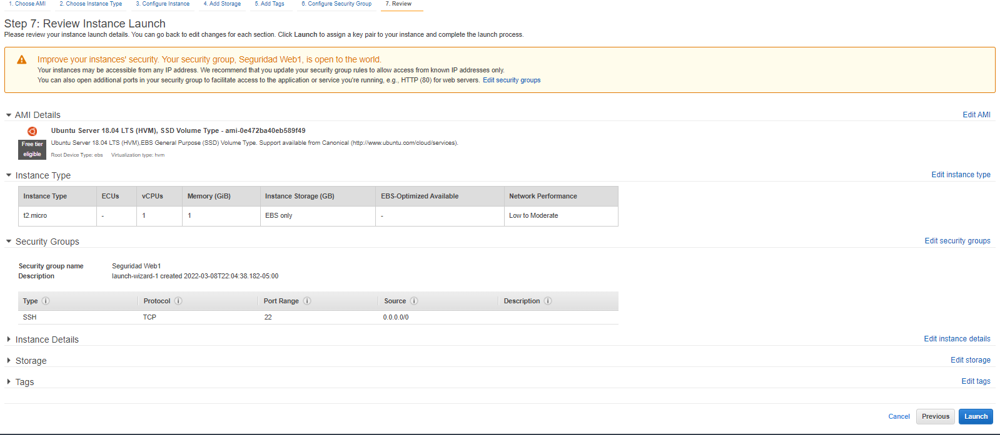 1. Choose AMI 2. Choose Instance Type 3. Configure Instance 4. Add Storage 5. Add Tags 6. Configure Security Group 7. Review
Step 7: Review Instance Launch
Please review your instance launch details. You can go back to edit changes for each section. Click Launch to assign a key pair to your instance and complete the launch process.
Improve your instances' security. Your security group, Seguridad Web1, is open to the world.
Your instances may be accessible from any IP address. We recommend that you update your security group rules to allow access from known IP addresses only.
You can also open additional ports in your security group to facilitate access to the application or service you're running, e.g., HTTP (80) for web servers. Edit security groups
AMI Details Edit AMI
Ubuntu Server 18.04 LTS (HVM), SSD Volume Type - ami-0e472ba40eb589f49
Free tier eligible
Ubuntu Server 18.04 LTS (HVM),EBS General Purpose (SSD) Volume Type. Support available from Canonical (http://www.ubuntu.com/cloud/services).
Root Device Type: ebs Virtualization type: hvm
Instance Type Edit instance type
Instance Type ECUs vCPUs Memory (GiB) Instance Storage (GB) EBS-Optimized Available Network Performance
t2.micro - 1 1 EBS only - Low to Moderate
Security Groups Edit security groups
Security group name Seguridad Web1
Description launch-wizard-1 created 2022-03-08T22:04:38.182-05:00
Type Protocol Port Range Source Description
SSH TCP 22 0.0.0.0/0
Instance Details Edit instance details
Storage Edit storage
Tags Edit tags
Cancel Previous Launch